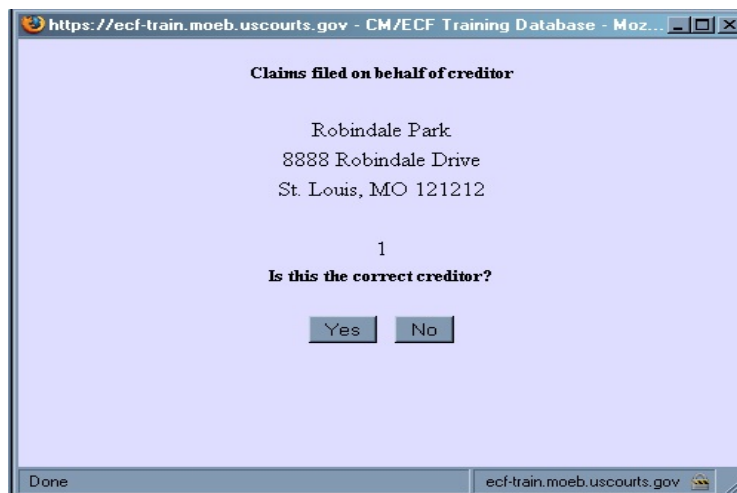 https://ecf-train.moeb.uscourts.gov - CM/ECF Training Database - Moz...
Claims filed on behalf of creditor
Robindale Park
8888 Robindale Drive
St. Louis, MO 121212
1
Is this the correct creditor?
Yes No
Done ecf-train.moeb.uscourts.gov